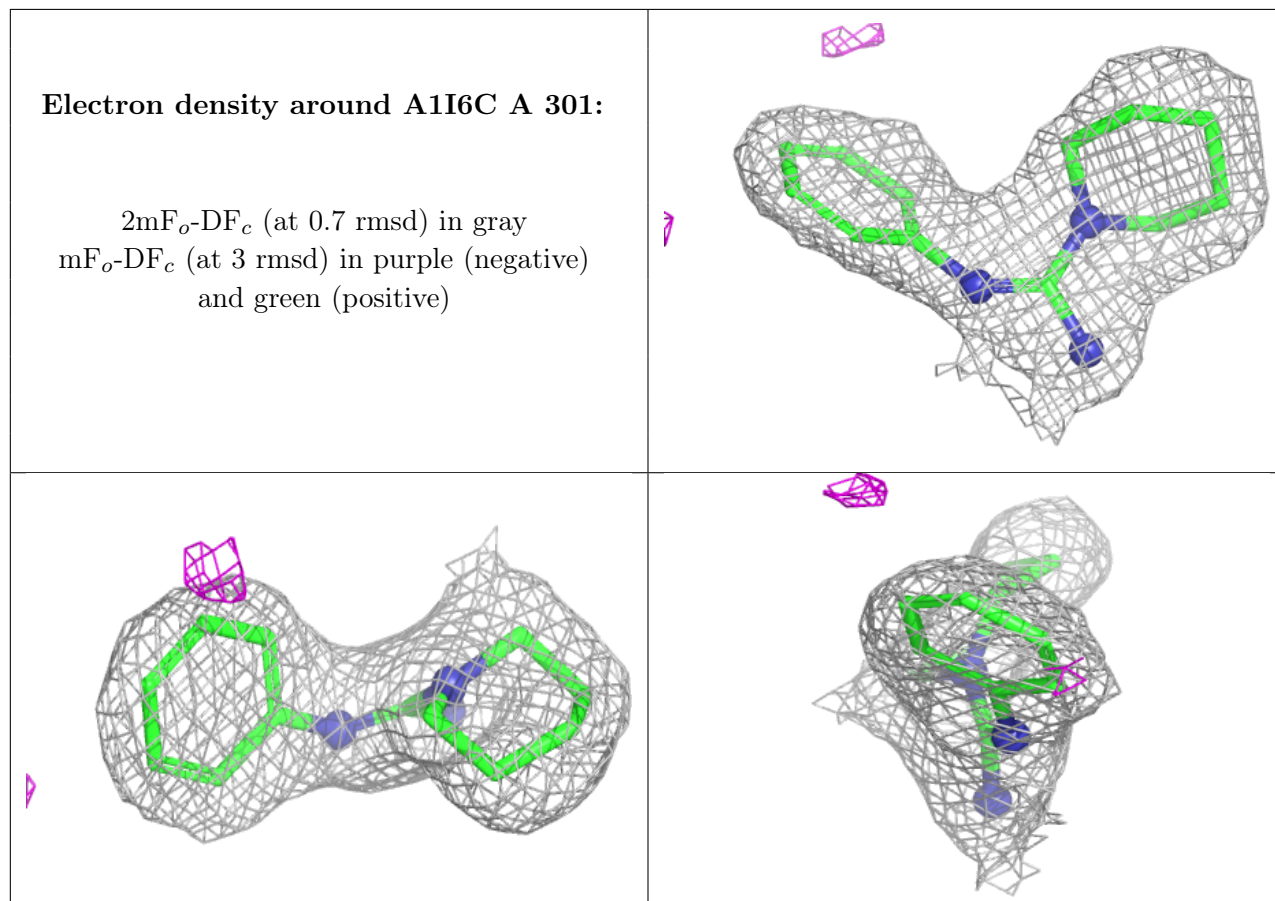 Electron density around A1I6C A 301:
2mFo-DFc (at 0.7 rmsd) in gray
mFo-DFc (at 3 rmsd) in purple (negative)
and green (positive)